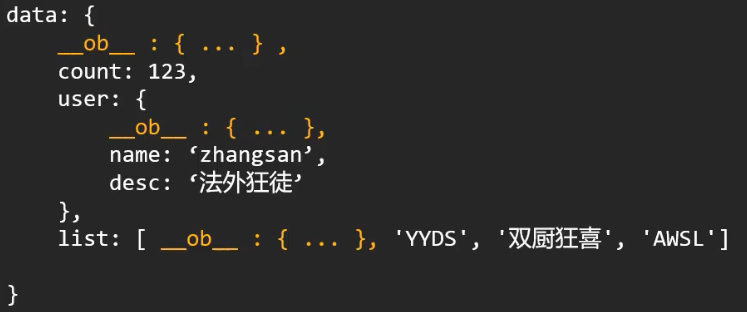 data: {
__ob__ : { ... } ,
count: 123,
user: {
__ob__ : { ... },
name: ‘zhangsan’,
desc: ‘法外狂徒’
},
list: [ __ob__ : { ... }, 'YYDS', '双厨狂喜', 'AWSL']
}